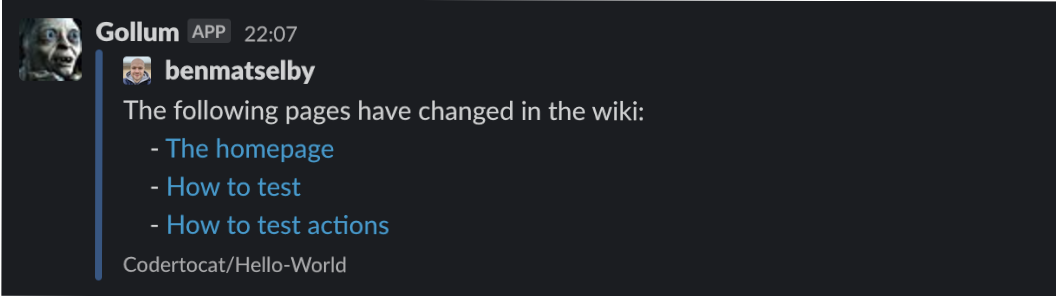 Gollum APP 22:07
benmatselby
The following pages have changed in the wiki:
- The homepage
- How to test
- How to test actions
Codertocat/Hello-World